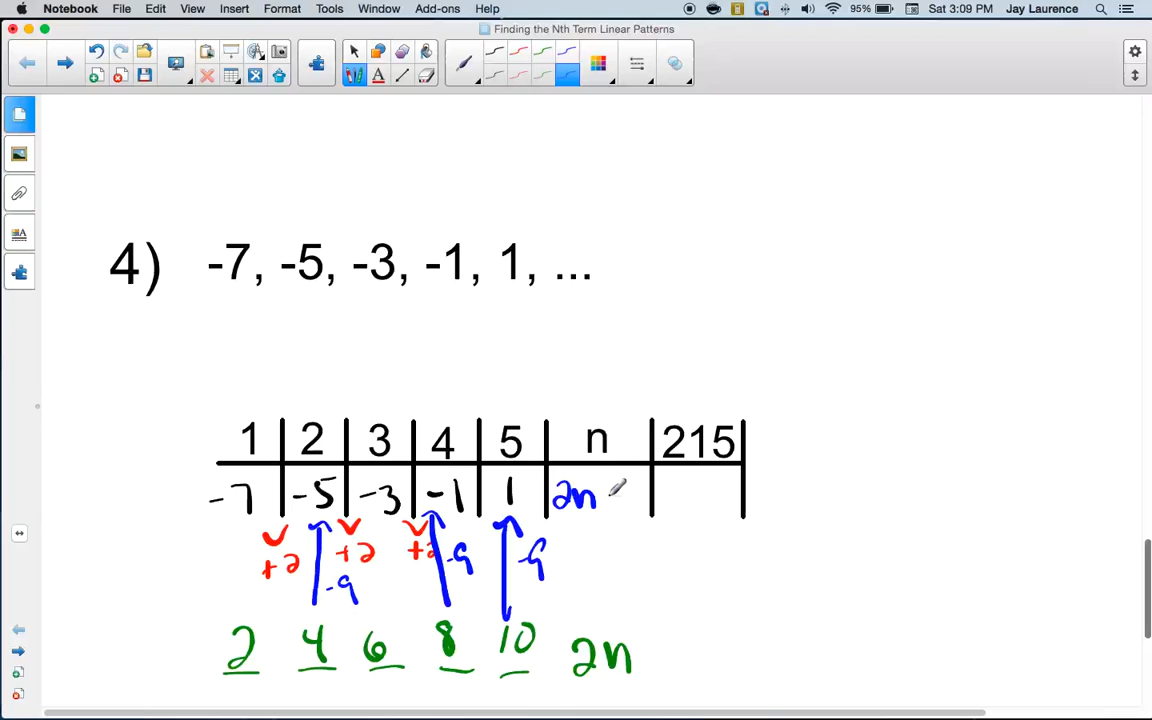 Notebook File Edit View Insert Format Tools Window Add-ons Help 95% Sat 3:09 PM Jay Laurence
Finding the Nth Term Linear Patterns
4) -7, -5, -3, -1, 1, ...
1 2 3 4 5 n 215
-7 -5 -3 -1 1 2n
+2 +2 +2 -9 -9
-9
2 4 6 8 10 2n